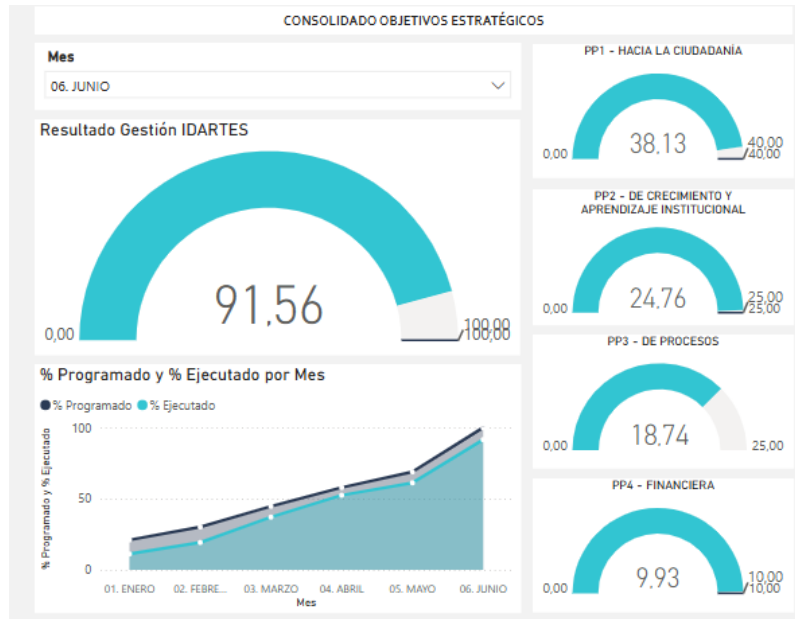 CONSOLIDADO OBJETIVOS ESTRATÉGICOS
Mes
06. JUNIO
Resultado Gestión IDARTES
91,56
0,00
100,00
100,00
% Programado y % Ejecutado por Mes
% Programado % Ejecutado
% Programado y % Ejecutado
100
50
0
01. ENERO 02. FEBRE... 03. MARZO 04. ABRIL 05. MAYO 06. JUNIO
Mes
PP1 - HACIA LA CIUDADANÍA
38,13
0,00
40,00
40,00
PP2 - DE CRECIMIENTO Y
APRENDIZAJE INSTITUCIONAL
24,76
0,00
25,00
25,00
PP3 - DE PROCESOS
18,74
0,00
25,00
PP4 - FINANCIERA
9,93
0,00
10,00
10,00